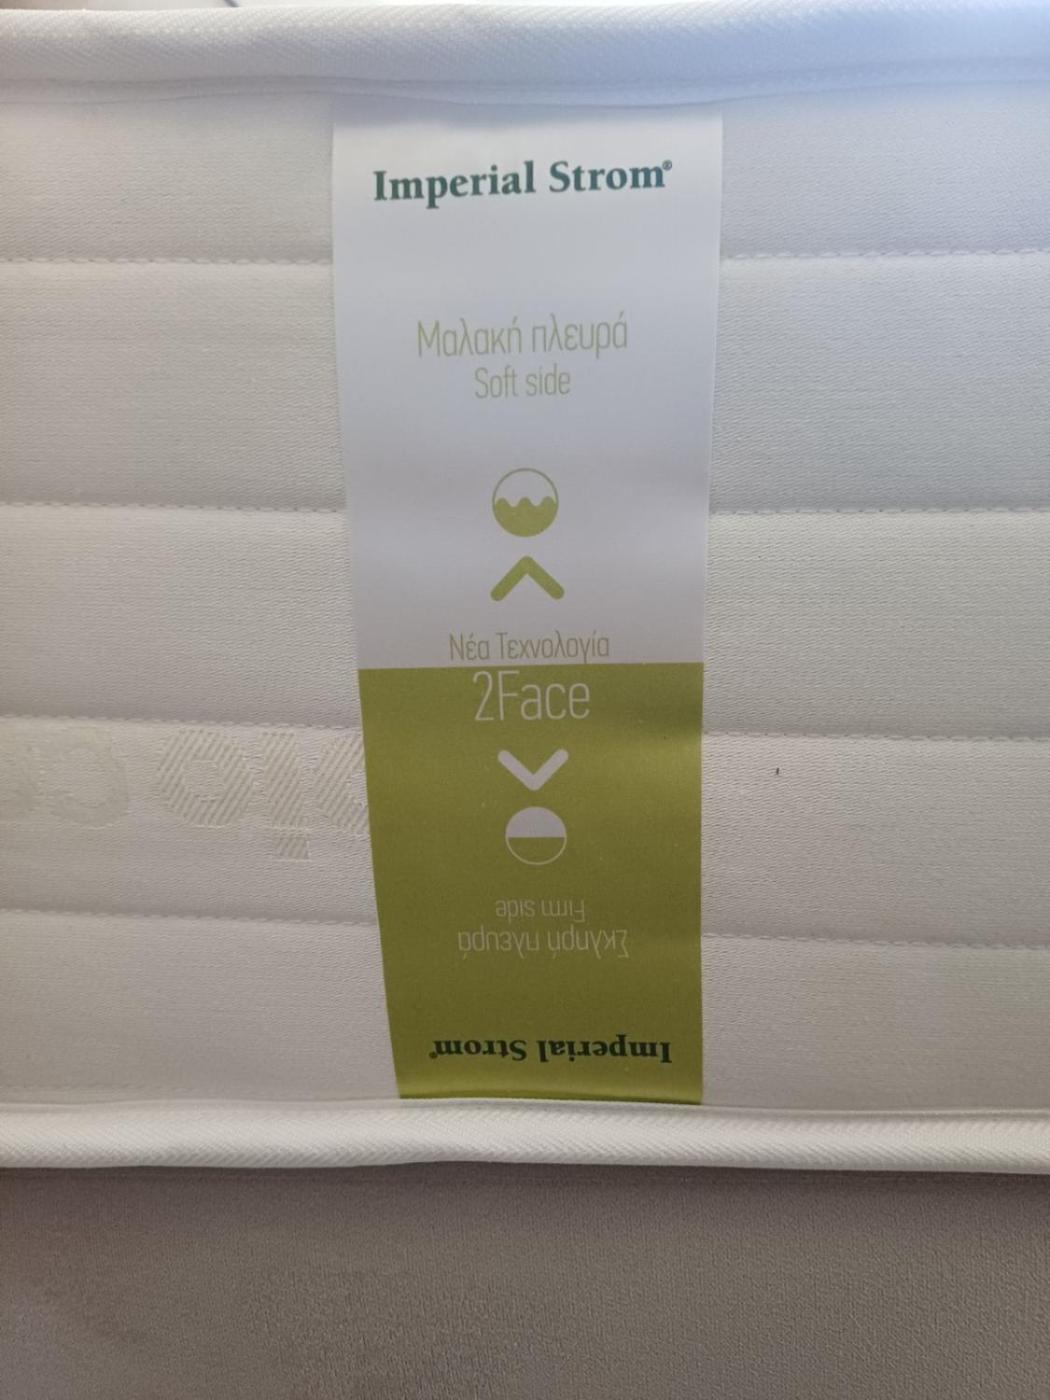 Imperial Strom®
Μαλακή πλευρά
Soft side
Νέα Τεχνολογία
2Face
Firm side
Σκληρή πλευρά
Imperial Strom®